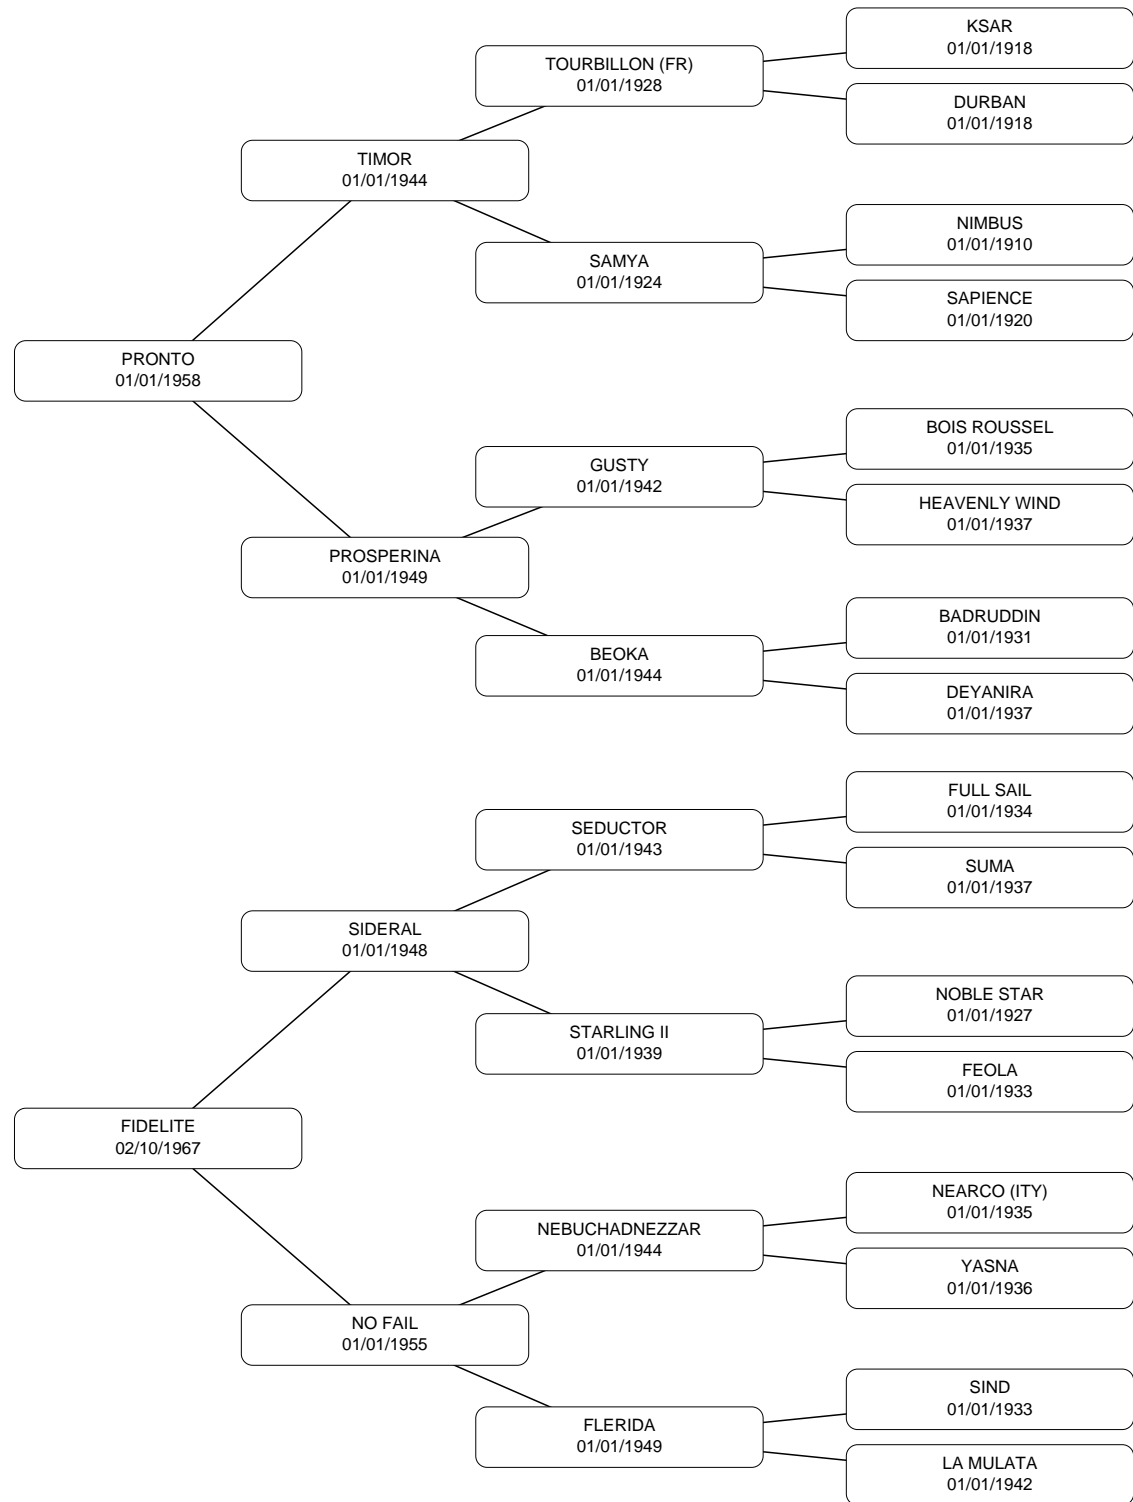 KSAR
01/01/1918
TOURBILLON (FR)
01/01/1928
DURBAN
01/01/1918
TIMOR
01/01/1944
NIMBUS
01/01/1910
SAMYA
01/01/1924
SAPIENCE
01/01/1920
PRONTO
01/01/1958
BOIS ROUSSEL
01/01/1935
GUSTY
01/01/1942
HEAVENLY WIND
01/01/1937
PROSPERINA
01/01/1949
BADRUDDIN
01/01/1931
BEOKA
01/01/1944
DEYANIRA
01/01/1937
FULL SAIL
01/01/1934
SEDUCTOR
01/01/1943
SUMA
01/01/1937
SIDERAL
01/01/1948
NOBLE STAR
01/01/1927
STARLING II
01/01/1939
FEOLA
01/01/1933
FIDELITE
02/10/1967
NEARCO (ITY)
01/01/1935
NEBUCHADNEZZAR
01/01/1944
YASNA
01/01/1936
NO FAIL
01/01/1955
SIND
01/01/1933
FLERIDA
01/01/1949
LA MULATA
01/01/1942